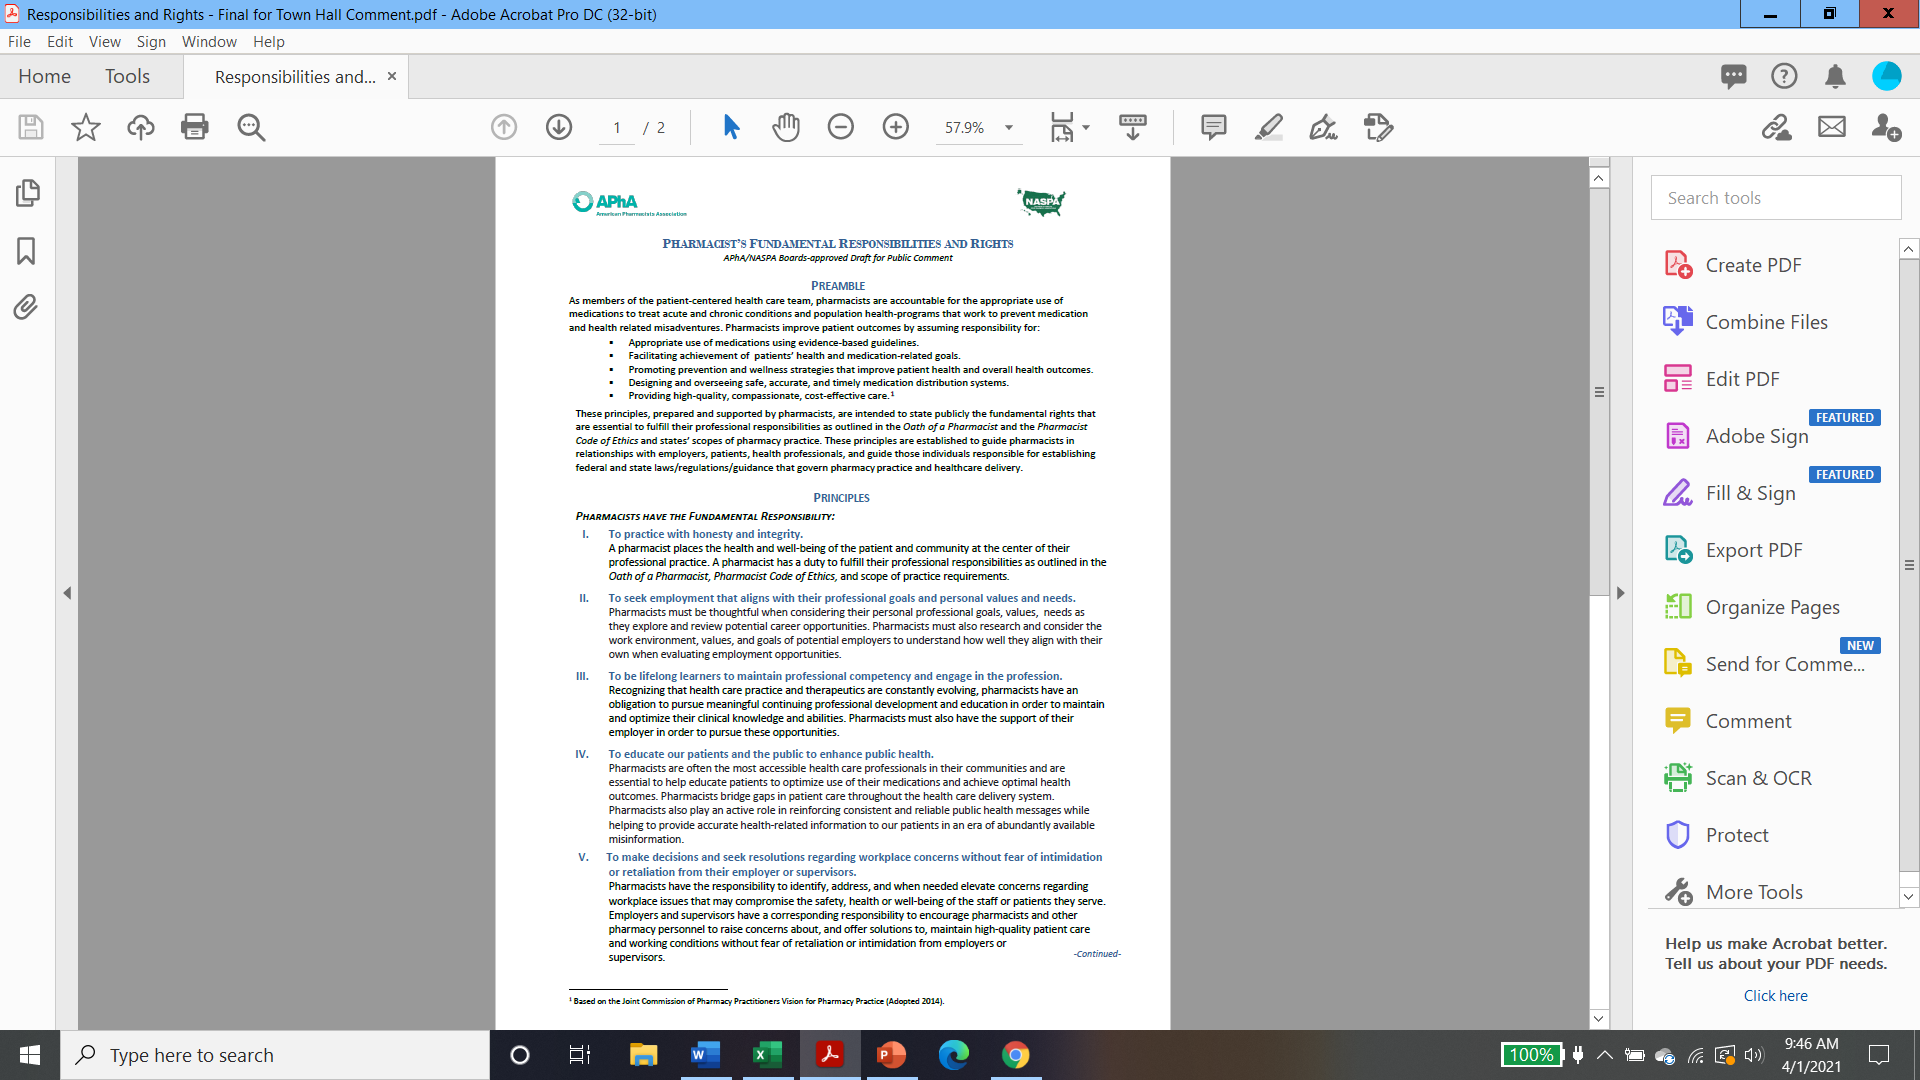 Responsibilities and Rights - Final for Town Hall Comment.pdf - Adobe Acrobat Pro DC (32-bit)
File Edit View Sign Window Help
Home Tools Responsibilities and... ×
1 / 2 57.9%
APhA
American Pharmacists Association
NASPA
PHARMACIST'S FUNDAMENTAL RESPONSIBILITIES AND RIGHTS
APhA/NASPA Boards-approved Draft for Public Comment
PREAMBLE
As members of the patient-centered health care team, pharmacists are accountable for the appropriate use of
medications to treat acute and chronic conditions and population health-programs that work to prevent medication
and health related misadventures. Pharmacists improve patient outcomes by assuming responsibility for:
▪ Appropriate use of medications using evidence-based guidelines.
▪ Facilitating achievement of patients' health and medication-related goals.
▪ Promoting prevention and wellness strategies that improve patient health and overall health outcomes.
▪ Designing and overseeing safe, accurate, and timely medication distribution systems.
▪ Providing high-quality, compassionate, cost-effective care.¹
These principles, prepared and supported by pharmacists, are intended to state publicly the fundamental rights that
are essential to fulfill their professional responsibilities as outlined in the Oath of a Pharmacist and the Pharmacist
Code of Ethics and states' scopes of pharmacy practice. These principles are established to guide pharmacists in
relationships with employers, patients, health professionals, and guide those individuals responsible for establishing
federal and state laws/regulations/guidance that govern pharmacy practice and healthcare delivery.
PRINCIPLES
PHARMACISTS HAVE THE FUNDAMENTAL RESPONSIBILITY:
I. To practice with honesty and integrity.
A pharmacist places the health and well-being of the patient and community at the center of their
professional practice. A pharmacist has a duty to fulfill their professional responsibilities as outlined in the
Oath of a Pharmacist, Pharmacist Code of Ethics, and scope of practice requirements.
II. To seek employment that aligns with their professional goals and personal values and needs.
Pharmacists must be thoughtful when considering their personal professional goals, values, needs as
they explore and review potential career opportunities. Pharmacists must also research and consider the
work environment, values, and goals of potential employers to understand how well they align with their
own when evaluating employment opportunities.
III. To be lifelong learners to maintain professional competency and engage in the profession.
Recognizing that health care practice and therapeutics are constantly evolving, pharmacists have an
obligation to pursue meaningful continuing professional development and education in order to maintain
and optimize their clinical knowledge and abilities. Pharmacists must also have the support of their
employer in order to pursue these opportunities.
IV. To educate our patients and the public to enhance public health.
Pharmacists are often the most accessible health care professionals in their communities and are
essential to help educate patients to optimize use of their medications and achieve optimal health
outcomes. Pharmacists bridge gaps in patient care throughout the health care delivery system.
Pharmacists also play an active role in reinforcing consistent and reliable public health messages while
helping to provide accurate health-related information to our patients in an era of abundantly available
misinformation.
V. To make decisions and seek resolutions regarding workplace concerns without fear of intimidation
or retaliation from their employer or supervisors.
Pharmacists have the responsibility to identify, address, and when needed elevate concerns regarding
workplace issues that may compromise the safety, health or well-being of the staff or patients they serve.
Employers and supervisors have a corresponding responsibility to encourage pharmacists and other
pharmacy personnel to raise concerns about, and offer solutions to, maintain high-quality patient care
and working conditions without fear of retaliation or intimidation from employers or
supervisors.
-Continued-
¹ Based on the Joint Commission of Pharmacy Practitioners Vision for Pharmacy Practice (Adopted 2014).
Search tools
Create PDF
Combine Files
Edit PDF
FEATURED
Adobe Sign
FEATURED
Fill & Sign
Export PDF
Organize Pages
NEW
Send for Comme...
Comment
Scan & OCR
Protect
More Tools
Help us make Acrobat better.
Tell us about your PDF needs.
Click here
Type here to search
100%
9:46 AM
4/1/2021